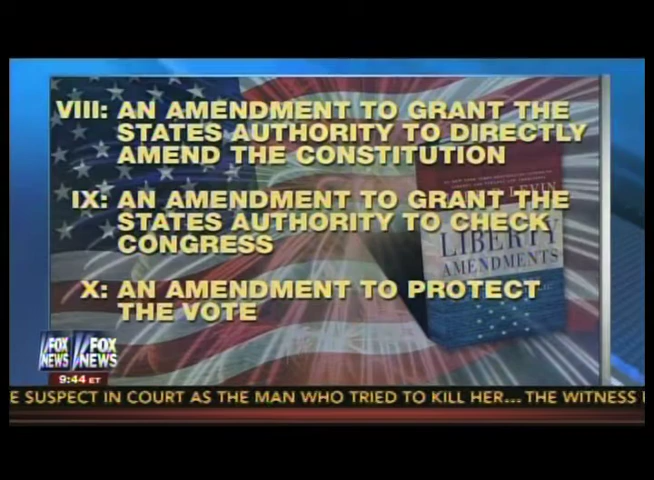 VIII: AN AMENDMENT TO GRANT THE
STATES AUTHORITY TO DIRECTLY
AMEND THE CONSTITUTION
IX: AN AMENDMENT TO GRANT THE
STATES AUTHORITY TO CHECK
CONGRESS
X: AN AMENDMENT TO PROTECT
THE VOTE
LEVIN
LIBERTY
AMENDMENTS
FOX NEWS
FOX NEWS
9:44 ET
E SUSPECT IN COURT AS THE MAN WHO TRIED TO KILL HER... THE WITNESS